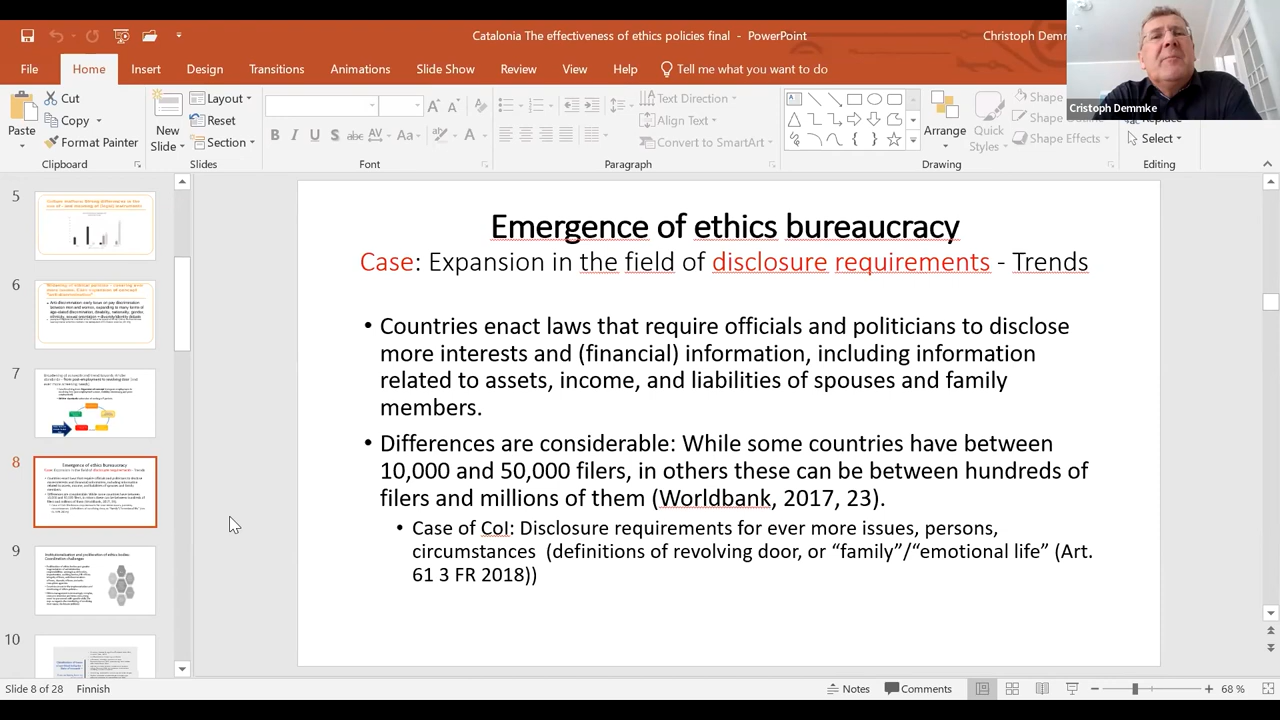 Catalonia The effectiveness of ethics policies final - PowerPoint
Christoph Demm
File Home Insert Design Transitions Animations Slide Show Review View Help Tell me what you want to do
Cristoph Demmke
Paste
Cut
Copy
Format Painter
Clipboard
New Slide
Layout
Reset
Section
Slides
B I U S abc AV Aa A
Font
Text Direction
Align Text
Convert to SmartArt
Paragraph
Arrange
Quick Styles
Shape
Shape O
Shape Effects
Drawing
Replace
Select
Editing
5
6
7
8
9
10
Emergence of ethics bureaucracy
Case: Expansion in the field of disclosure requirements - Trends
• Countries enact laws that require officials and politicians to disclose
more interests and (financial) information, including information
related to assets, income, and liabilities of spouses and family
members.
• Differences are considerable: While some countries have between
10,000 and 50,000 filers, in others there can be between hundreds of
filers and millions of them (Worldbank, 2017, 23).
• Case of CoI: Disclosure requirements for ever more issues, persons,
circumstances (definitions of revolving door, or “family”/“emotional life” (Art.
61 3 FR 2018))
Slide 8 of 28 Finnish
Notes Comments 68 %